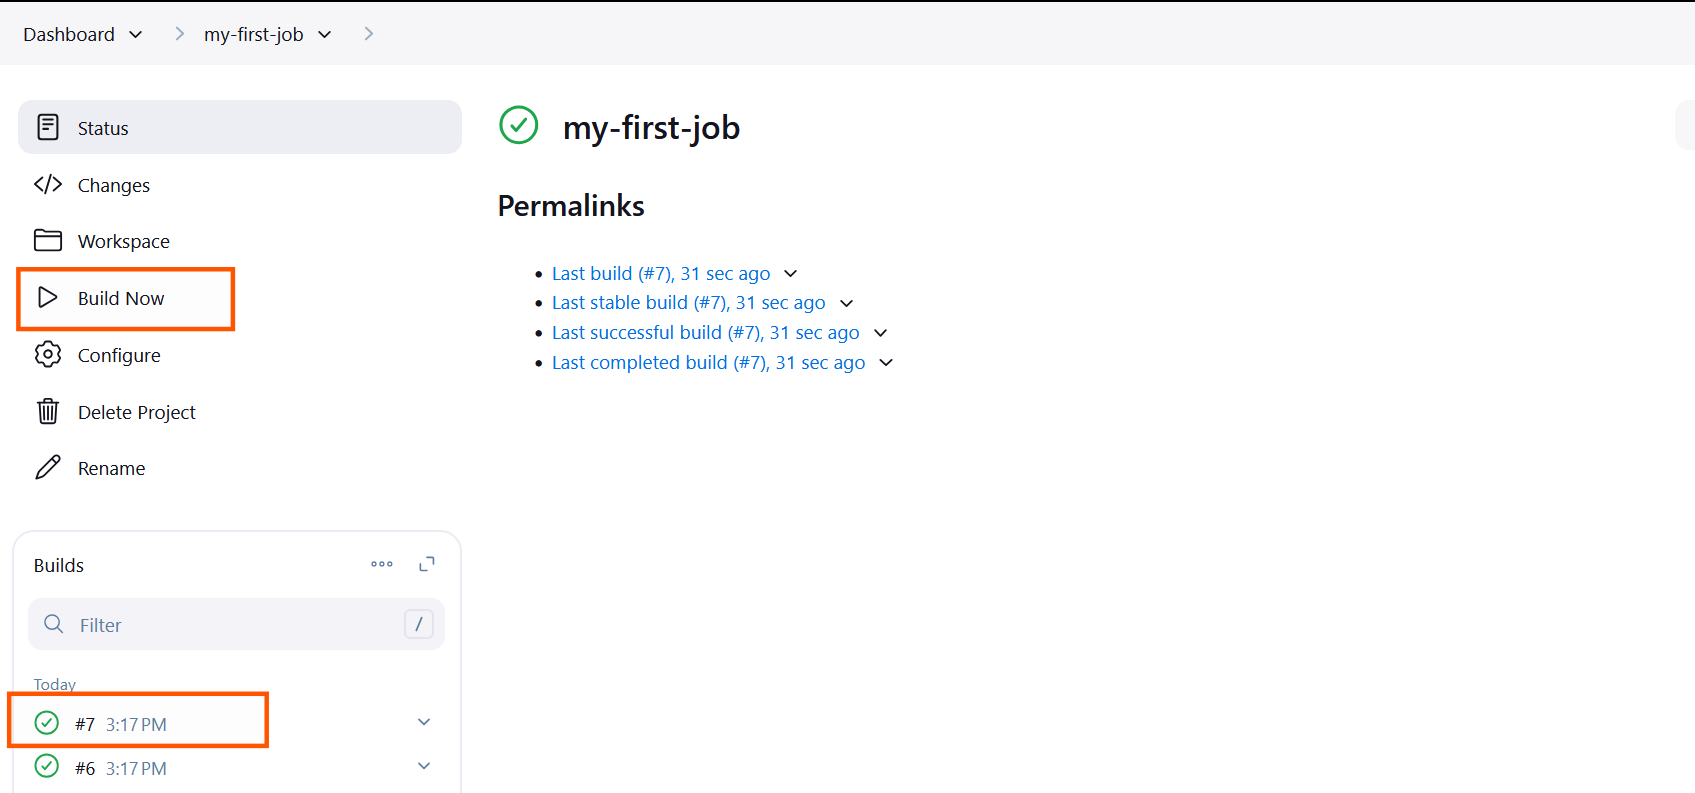 Dashboard
my-first-job
Status
Changes
Workspace
Build Now
Configure
Delete Project
Rename
my-first-job
Permalinks
Last build (#7), 31 sec ago
Last stable build (#7), 31 sec ago
Last successful build (#7), 31 sec ago
Last completed build (#7), 31 sec ago
Builds
Filter /
Today
#7 3:17 PM
#6 3:17 PM